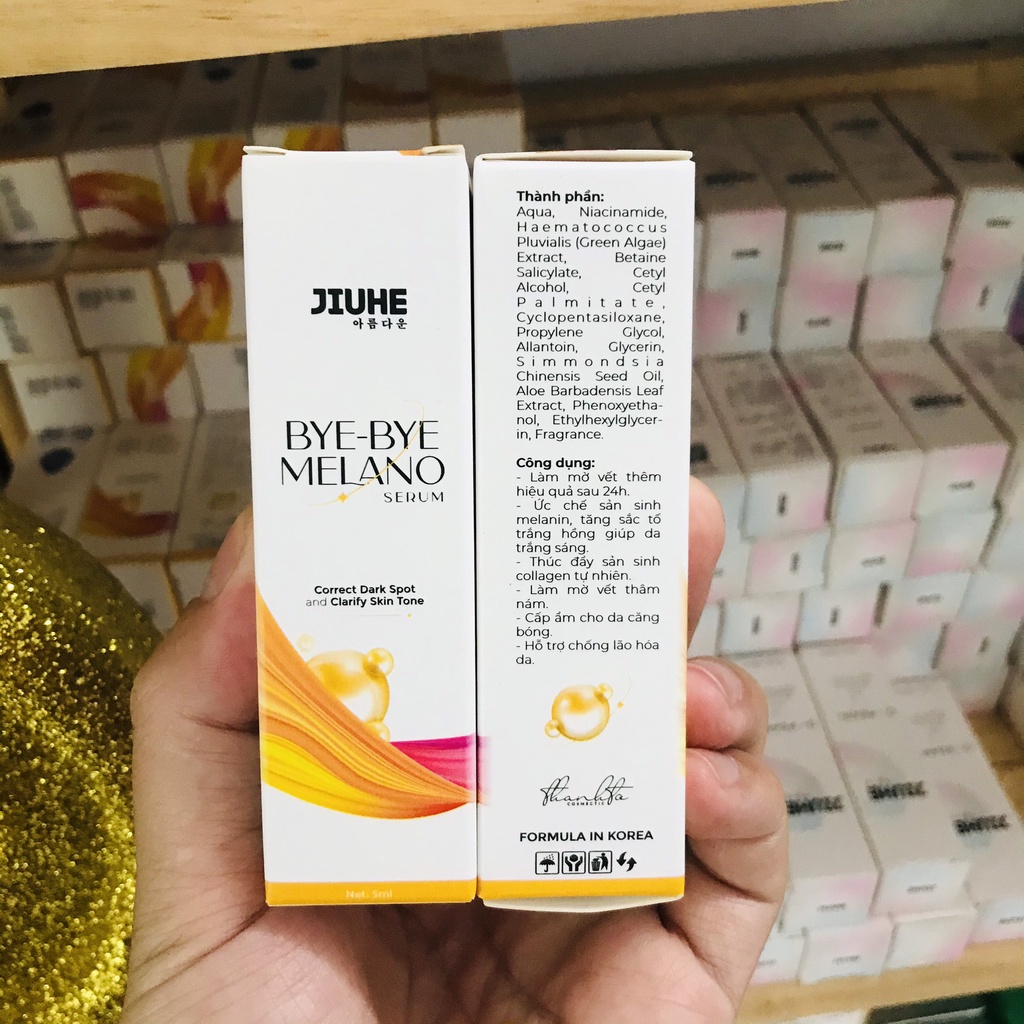 JIUHE
아름다운
BYE-BYE
MELANO
SERUM
Correct Dark Spot
and Clarify Skin Tone
Net: 5ml
Thành phần:
Aqua, Niacinamide,
Haematococcus
Pluvialis (Green Algae)
Extract, Betaine
Salicylate, Cetyl
Alcohol, Cetyl
Palmitate,
Cyclopentasiloxane,
Propylene Glycol,
Allantoin, Glycerin,
Simmondsia
Chinensis Seed Oil,
Aloe Barbadensis Leaf
Extract, Phenoxyetha-
nol, Ethylhexylglycer-
in, Fragrance.
Công dụng:
- Làm mờ vết thêm
hiệu quả sau 24h.
- Ức chế sản sinh
melanin, tăng sắc tố
trắng hồng giúp da
trắng sáng.
- Thúc đẩy sản sinh
collagen tự nhiên.
- Làm mờ vết thâm
nám.
- Cấp ẩm cho da căng
bóng.
- Hỗ trợ chống lão hóa
da.
COSMECTIC
FORMULA IN KOREA